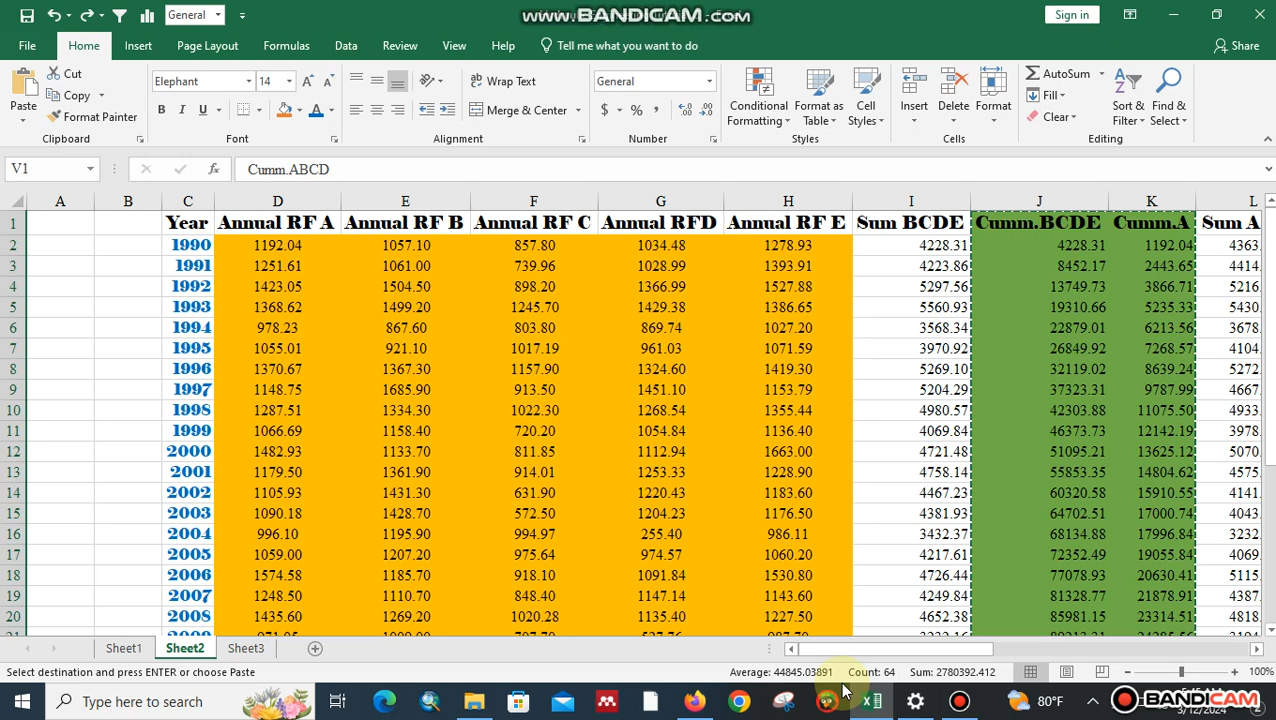 General
www.BANDICAM.com
Sign in
File Home Insert Page Layout Formulas Data Review View Help Tell me what you want to do Share
Paste
Cut
Copy
Format Painter
Clipboard
Elephant 14
B I U
Font
Wrap Text
Merge & Center
Alignment
General
$ % ,
Number
Conditional Formatting
Format as Table
Cell Styles
Styles
Insert Delete Format
Cells
AutoSum
Fill
Clear
Sort & Filter
Find & Select
Editing
V1 fx Cumm.ABCD
A B C D E F G H I J K L
1 Year Annual RF A Annual RF B Annual RF C Annual RFD Annual RF E Sum BCDE Cumm.BCDE Cumm.A Sum A
2 1990 1192.04 1057.10 857.80 1034.48 1278.93 4228.31 4228.31 1192.04 4363.
3 1991 1251.61 1061.00 739.96 1028.99 1393.91 4223.86 8452.17 2443.65 4414.
4 1992 1423.05 1504.50 898.20 1366.99 1527.88 5297.56 13749.73 3866.71 5216.
5 1993 1368.62 1499.20 1245.70 1429.38 1386.65 5560.93 19310.66 5235.33 5430.
6 1994 978.23 867.60 803.80 869.74 1027.20 3568.34 22879.01 6213.56 3678.
7 1995 1055.01 921.10 1017.19 961.03 1071.59 3970.92 26849.92 7268.57 4104.
8 1996 1370.67 1367.30 1157.90 1324.60 1419.30 5269.10 32119.02 8639.24 5272.
9 1997 1148.75 1685.90 913.50 1451.10 1153.79 5204.29 37323.31 9787.99 4667.
10 1998 1287.51 1334.30 1022.30 1268.54 1355.44 4980.57 42303.88 11075.50 4933.
11 1999 1066.69 1158.40 720.20 1054.84 1136.40 4069.84 46373.73 12142.19 3978.
12 2000 1482.93 1133.70 811.85 1112.94 1663.00 4721.48 51095.21 13625.12 5070.
13 2001 1179.50 1361.90 914.01 1253.33 1228.90 4758.14 55853.35 14804.62 4575.
14 2002 1105.93 1431.30 631.90 1220.43 1183.60 4467.23 60320.58 15910.55 4141.
15 2003 1090.18 1428.70 572.50 1204.23 1176.50 4381.93 64702.51 17000.74 4043.
16 2004 996.10 1195.90 994.97 255.40 986.11 3432.37 68134.88 17996.84 3232.
17 2005 1059.00 1207.20 975.64 974.57 1060.20 4217.61 72352.49 19055.84 4069.
18 2006 1574.58 1185.70 918.10 1091.84 1530.80 4726.44 77078.93 20630.41 5115.
19 2007 1248.50 1110.70 848.40 1147.14 1143.60 4249.84 81328.77 21878.91 4387.
20 2008 1435.60 1269.20 1020.28 1135.40 1227.50 4652.38 85981.15 23314.51 4818.
Sheet1 Sheet2 Sheet3
Select destination and press ENTER or choose Paste Average: 44845.03891 Count: 64 Sum: 2780392.412 100%
Type here to search 80°F BANDICAM
3/12/2024